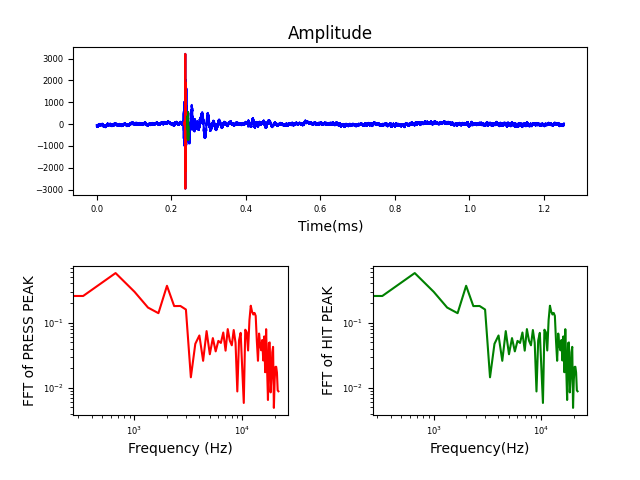 Amplitude
3000
2000
1000
0
−1000
−2000
−3000
0.0 0.2 0.4 0.6 0.8 1.0 1.2
Time(ms)
FFT of PRESS PEAK
10⁻¹
10⁻²
10³ 10⁴
Frequency (Hz)
FFT of HIT PEAK
10⁻¹
10⁻²
10³ 10⁴
Frequency(Hz)